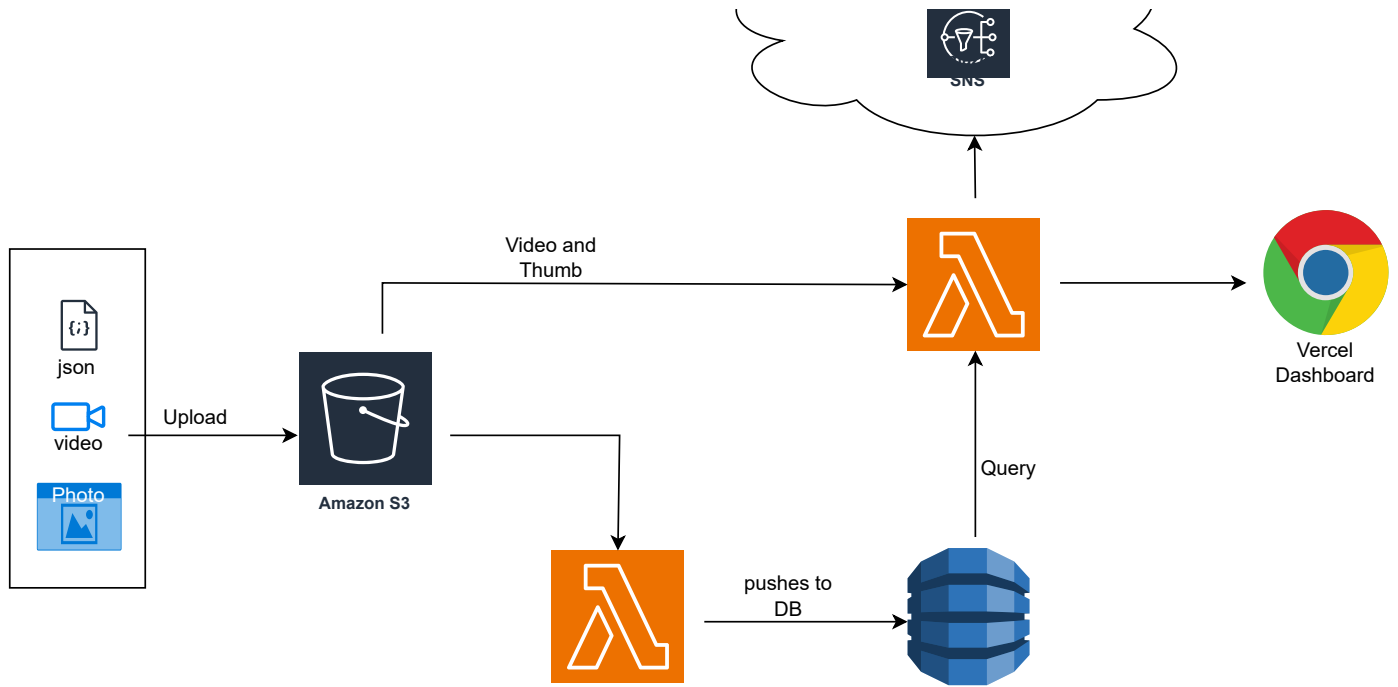 SNS
Video and
Thumb
json
Upload
video
Photo
Amazon S3
Vercel
Dashboard
Query
pushes to
DB